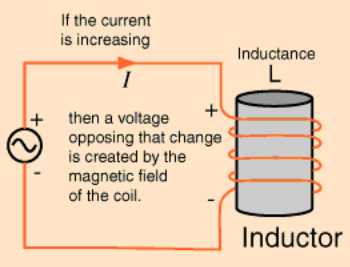 If the current
is increasing
I
Inductance
L
+
+
then a voltage
opposing that change
is created by the
magnetic field
of the coil.
-
-
Inductor